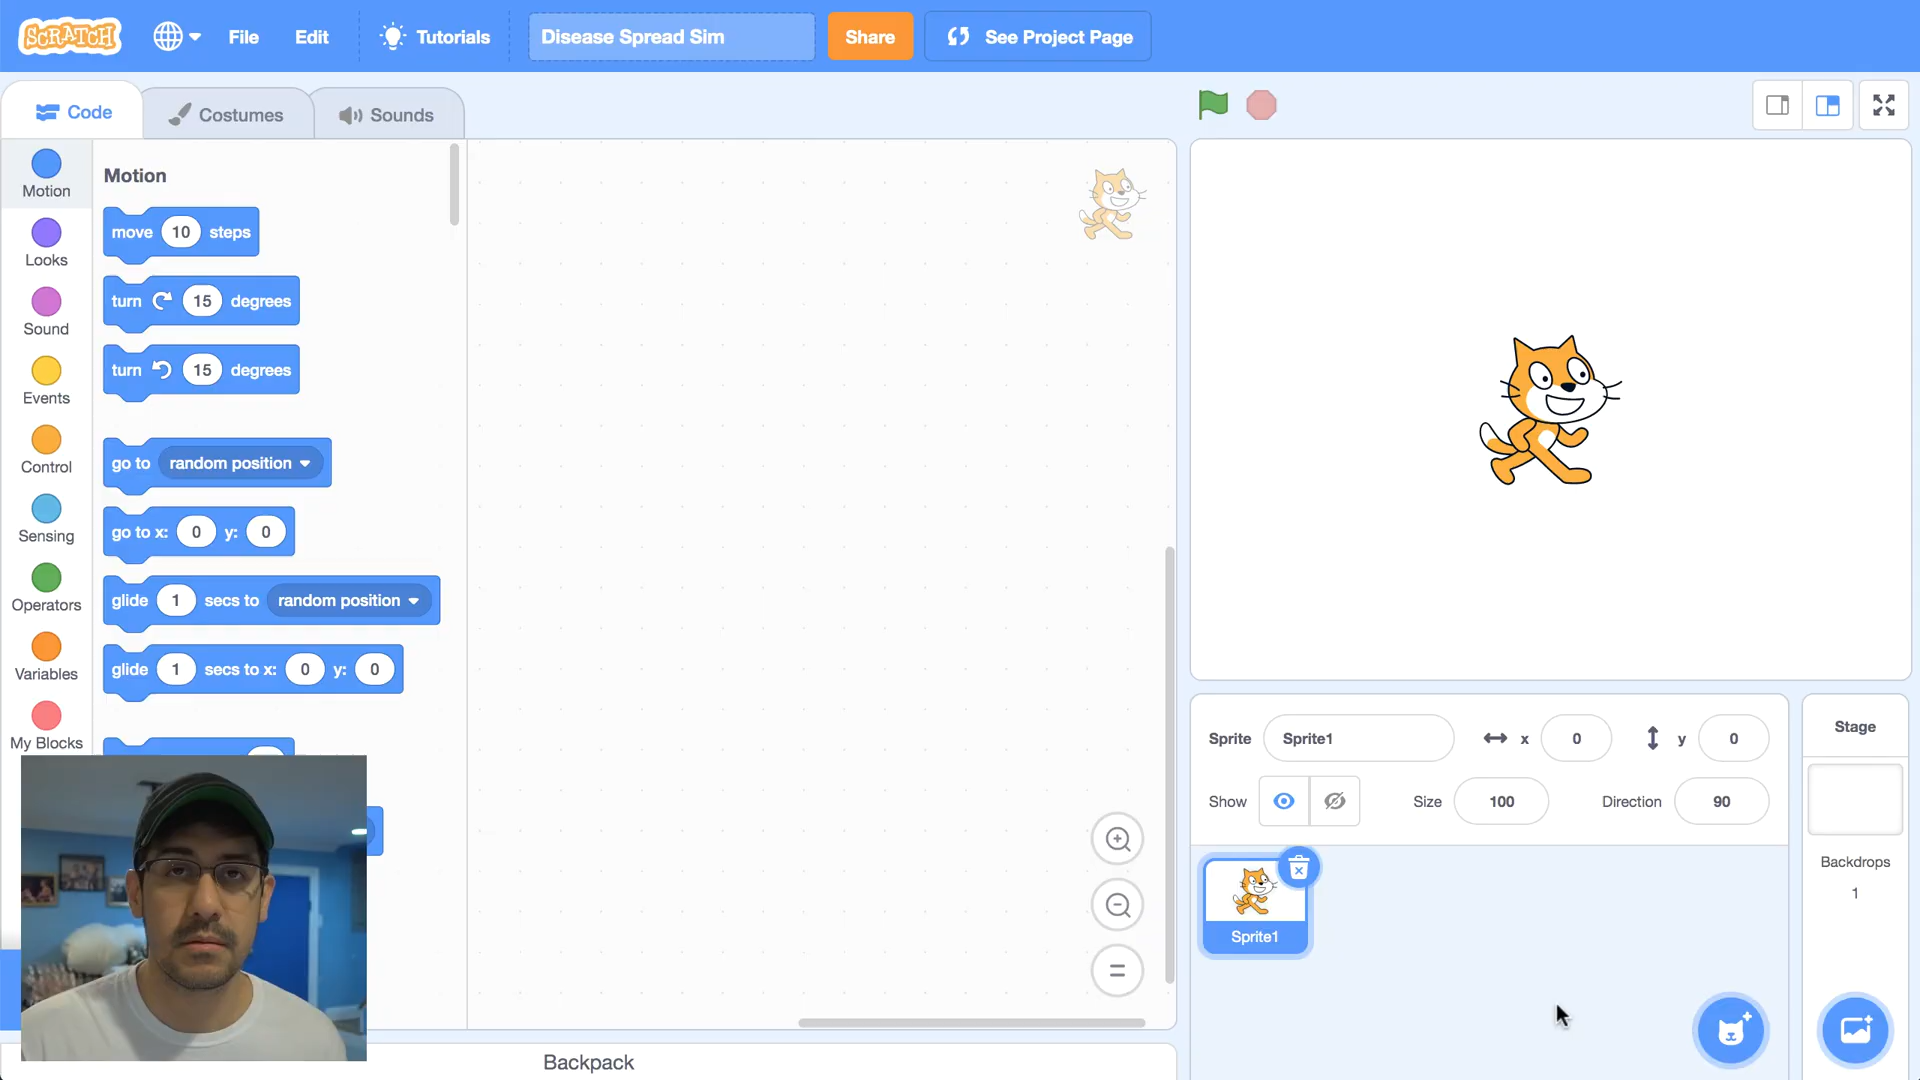 SCRATCH
File
Edit
Tutorials
Disease Spread Sim
Share
See Project Page
Code
Costumes
Sounds
Motion
Looks
Sound
Events
Control
Sensing
Operators
Variables
My Blocks
Motion
move 10 steps
turn 15 degrees
turn 15 degrees
go to random position
go to x: 0 y: 0
glide 1 secs to random position
glide 1 secs to x: 0 y: 0
Backpack
Sprite Sprite1 x 0 y 0
Show Size 100 Direction 90
Sprite1
Stage
Backdrops
1